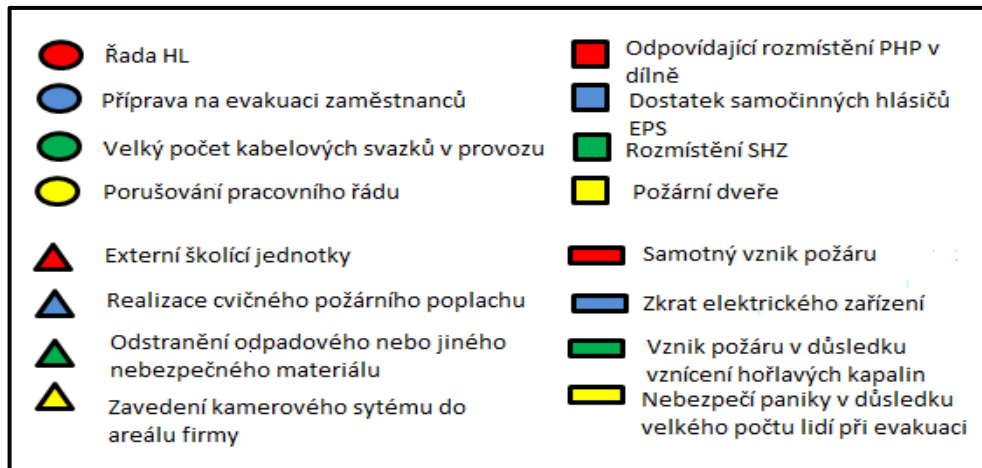 Řada HL
Příprava na evakuaci zaměstnanců
Velký počet kabelových svazků v provozu
Porušování pracovního řádu
Externí školící jednotky
Realizace cvičného požárního poplachu
Odstranění odpadového nebo jiného
nebezpečného materiálu
Zavedení kamerového sytému do
areálu firmy
Odpovídající rozmístění PHP v
dílně
Dostatek samočinných hlásičů
EPS
Rozmístění SHZ
Požární dveře
Samotný vznik požáru
Zkrat elektrického zařízení
Vznik požáru v důsledku
vznícení hořlavých kapalin
Nebezpečí paniky v důsledku
velkého počtu lidí při evakuaci